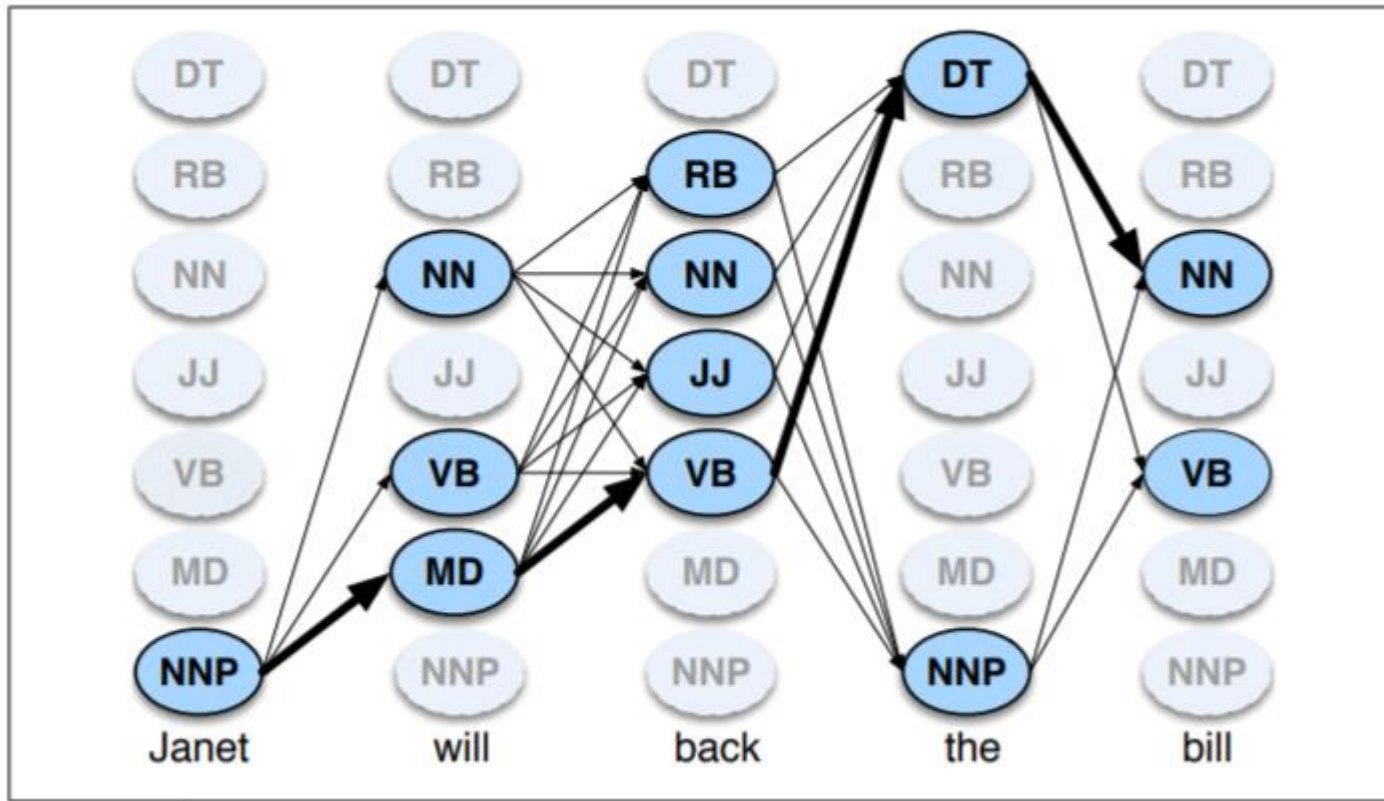 DT DT DT DT DT
RB RB RB RB RB
NN NN NN NN NN
JJ JJ JJ JJ JJ
VB VB VB VB VB
MD MD MD MD MD
NNP NNP NNP NNP NNP
Janet will back the bill